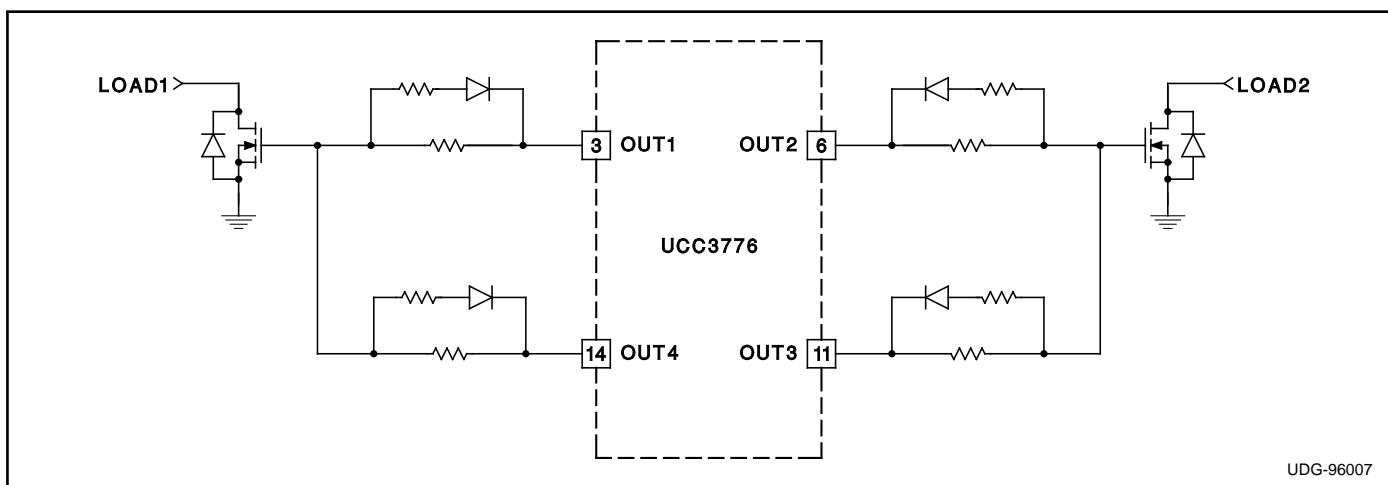 LOAD1
3 OUT1
OUT2 6
LOAD2
UCC3776
14 OUT4
OUT3 11
UDG-96007